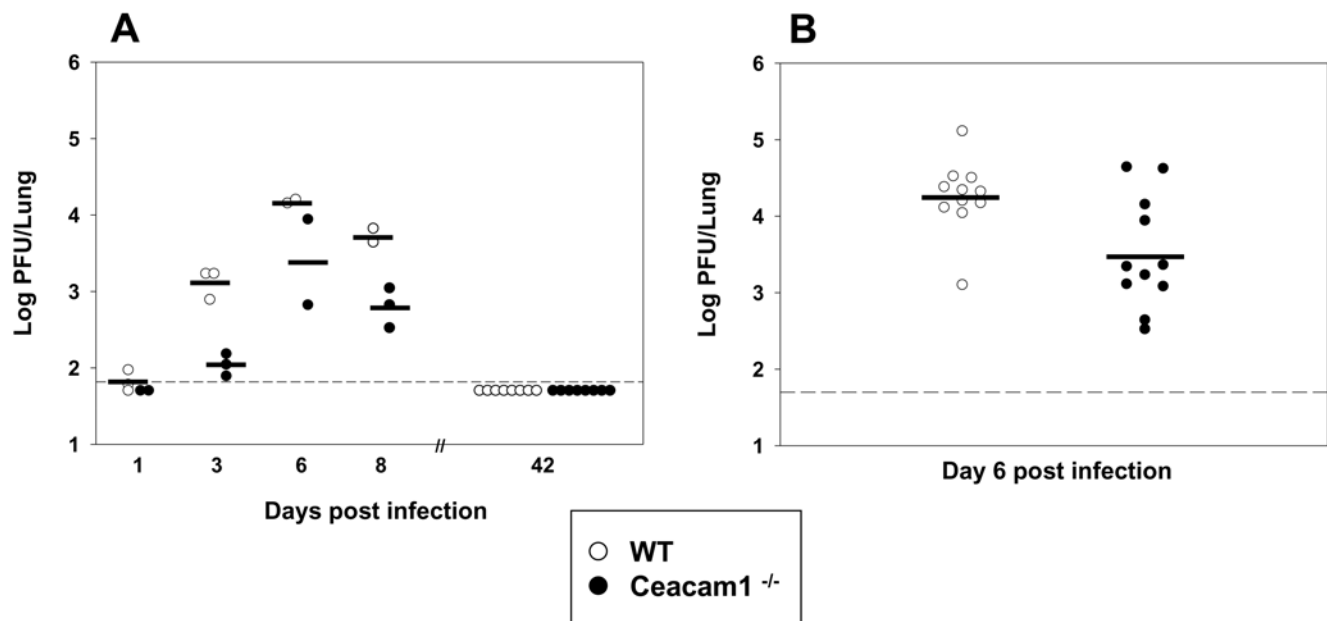 A
6
5
4
3
2
1
Log PFU/Lung
1 3 6 8 // 42
Days post infection
B
6
5
4
3
2
1
Log PFU/Lung
Day 6 post infection
WT
Ceacam1 -/-